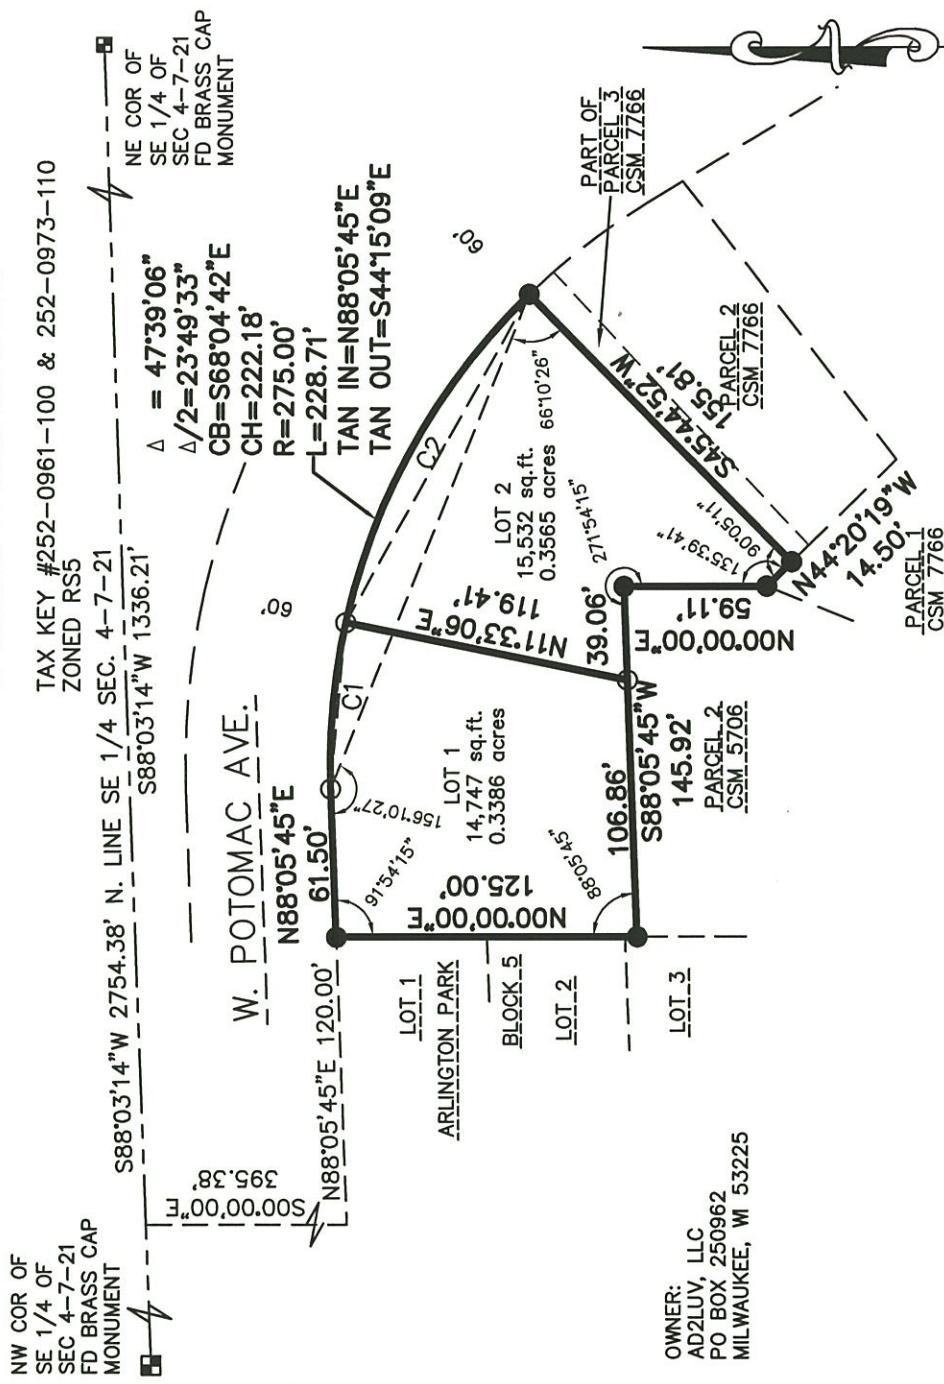 TAX KEY #252-0961-100 & 252-0973-110
ZONED RS5
NW COR OF
SE 1/4 OF
SEC 4-7-21
FD BRASS CAP
MONUMENT
S88°03'14"W 2754.38' N. LINE SE 1/4 SEC. 4-7-21
S88°03'14"W 1336.21'
NE COR OF
SE 1/4 OF
SEC 4-7-21
FD BRASS CAP
MONUMENT
S00°00'00"E
395.38'
N88°05'45"E 120.00'
W. POTOMAC AVE.
60'
60'
Δ = 47°39'06"
Δ/2=23°49'33"
CB=S68°04'42"E
CH=222.18'
R=275.00'
L=228.71'
TAN IN=N88°05'45"E
TAN OUT=S44°15'09"E
N88°05'45"E
61.50'
C1
C2
91°54'15"
156°10'27"
LOT 1
14,747 sq.ft.
0.3386 acres
N00°00'00"E
125.00'
88°05'45"
106.86'
S88°05'45"W
145.92'
39.06'
N11°33'06"E
119.41'
LOT 2
15,532 sq.ft.
0.3565 acres
66°10'26"
271°54'15"
135°39'41"
90°05'11"
N00°00'00"E
59.11'
S45°44'52"W
155.81'
N44°20'19"W
14.50'
PART OF
PARCEL 3
CSM 7766
PARCEL 2
CSM 7766
PARCEL 1
CSM 7766
PARCEL 2
CSM 5706
LOT 1
ARLINGTON PARK
BLOCK 5
LOT 2
LOT 3
OWNER:
AD2LUV, LLC
PO BOX 250962
MILWAUKEE, WI 53225